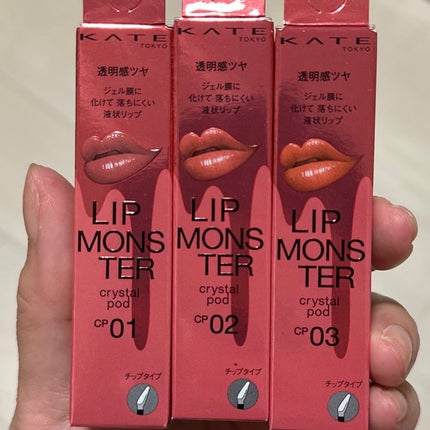 KATE
TOKYO
透明感ツヤ
ジェル膜に
化けて 落ちにくい
液状リップ
LIP
MONS
TER
crystal
pod
CP 01
チップタイプ
KATE
TOKYO
透明感ツヤ
ジェル膜に
化けて 落ちにくい
液状リップ
LIP
MONS
TER
crystal
pod
CP 02
チップタイプ
KATE
TOKYO
透明感ツヤ
ジェル膜に
化けて 落ちにくい
液状リップ
LIP
MONS
TER
crystal
pod
CP 03
チップタイプ